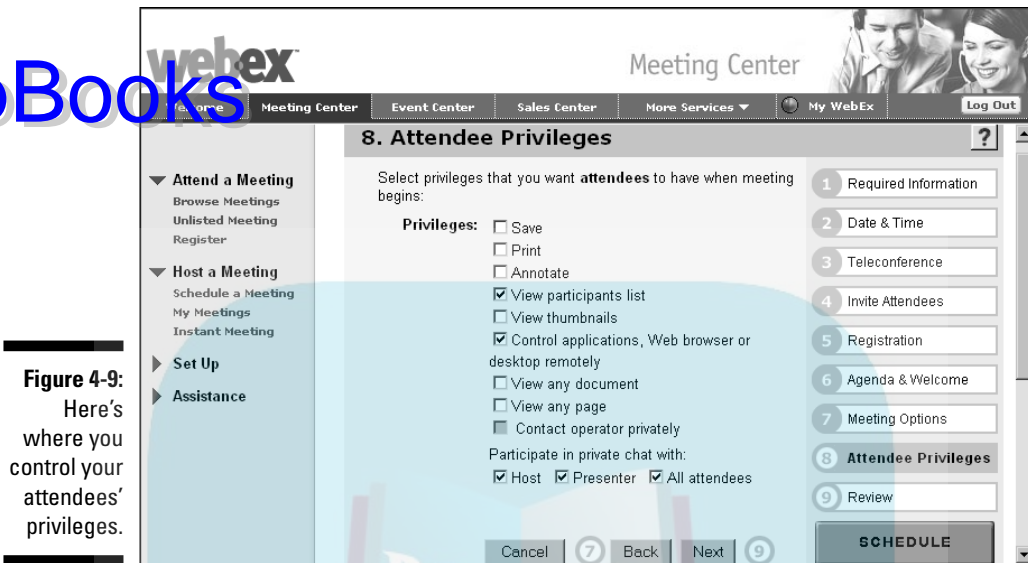 webex
Meeting Center
Books
Welcome Meeting Center Event Center Sales Center More Services My WebEx Log Out
8. Attendee Privileges ?
Attend a Meeting
Browse Meetings
Unlisted Meeting
Register
Host a Meeting
Schedule a Meeting
My Meetings
Instant Meeting
Set Up
Assistance
Select privileges that you want attendees to have when meeting
begins:
Privileges: Save
Print
Annotate
View participants list
View thumbnails
Control applications, Web browser or
desktop remotely
View any document
View any page
Contact operator privately
Participate in private chat with:
Host Presenter All attendees
Cancel 7 Back Next 9
1 Required Information
2 Date & Time
3 Teleconference
4 Invite Attendees
5 Registration
6 Agenda & Welcome
7 Meeting Options
8 Attendee Privileges
9 Review
SCHEDULE
Figure 4-9:
Here's
where you
control your
attendees'
privileges.